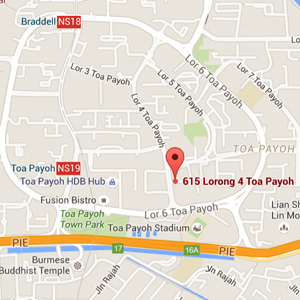 Braddell NS18
Lor 3 Toa Payoh
Lor 5 Toa Payoh
Lor 6 Toa Payoh
Lor 7 Toa Payoh
Lor 4 Toa Payoh
TOA PAYOH
Toa Payoh NS19
Toa Payoh HDB Hub
615 Lorong 4 Toa Payoh
Fusion Bistro
Lor 6 Toa Payoh
Toa Payoh
Town Park
Toa Payoh Stadium
Lian Sh
Lin Mo
PIE
17
16A
PIE
Burmese
Buddhist Temple
Jln Rajah
Jln Rajah